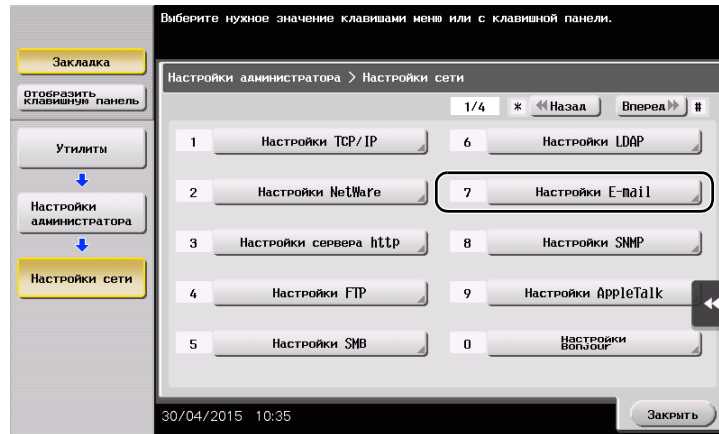 Выберите нужное значение клавишами меню или с клавишной панели.
Закладка
Отобразить
клавишную панель
Утилиты
Настройки
администратора
Настройки сети
Настройки администратора > Настройки сети
1/4 * Назад Вперед #
1 Настройки TCP/IP
6 Настройки LDAP
2 Настройки NetWare
7 Настройки E-mail
3 Настройки сервера http
8 Настройки SNMP
4 Настройки FTP
9 Настройки AppleTalk
5 Настройки SMB
0 Настройки
Bonjour
30/04/2015 10:35
Закрыть